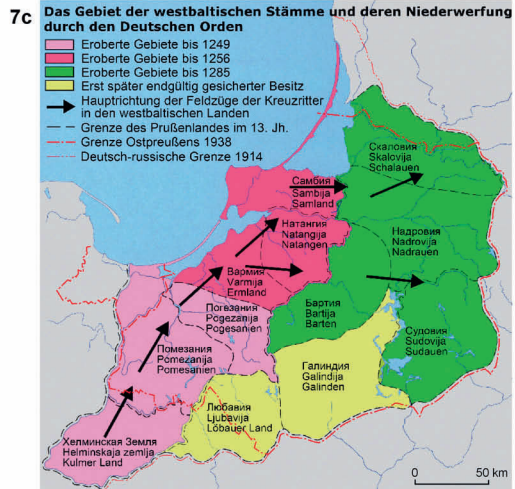 7c
Das Gebiet der westbaltischen Stämme und deren Niederwerfung
durch den Deutschen Orden
Eroberte Gebiete bis 1249
Eroberte Gebiete bis 1256
Eroberte Gebiete bis 1285
Erst später endgültig gesicherter Besitz
Hauptrichtung der Feldzüge der Kreuzritter
in den westbaltischen Landen
Grenze des Prußenlandes im 13. Jh.
Grenze Ostpreußens 1938
Deutsch-russische Grenze 1914
Скаловия
Skalovija
Schalauen
Самбия
Sambija
Samland
Натангия
Natangija
Natangen
Надровия
Nadrovija
Nadrauen
Вармия
Varmija
Ermland
Погезания
Pogezanija
Pogesanien
Бартия
Bartija
Barten
Судовия
Sudovija
Sudauen
Помезания
Pomezanija
Pomesanien
Галиндия
Galindija
Galinden
Любавия
Ljubavija
Löbauer Land
Хелминская Земля
Helminskaja zemlja
Kulmer Land
0 50 km